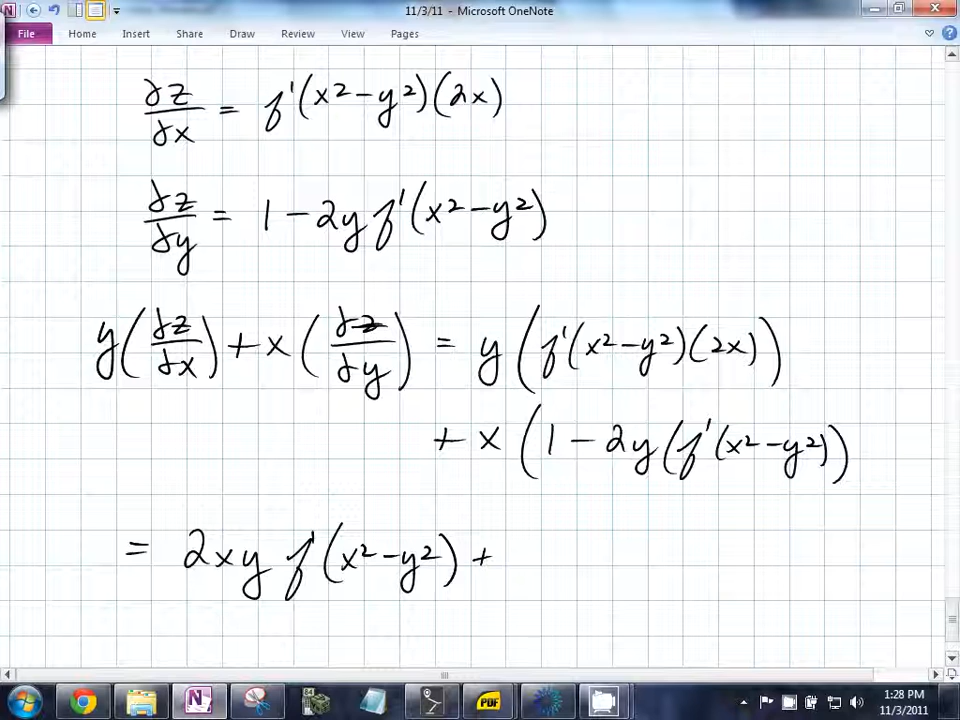 11/3/11 - Microsoft OneNote
File Home Insert Share Draw Review View Pages
∂z/∂x = f'(x²-y²)(2x)
∂z/∂y = 1 - 2y f'(x²-y²)
y(∂z/∂x) + x(∂z/∂y) = y(f'(x²-y²)(2x))
+ x(1 - 2y(f'(x²-y²))
= 2xy f'(x²-y²) +
PDF
1:28 PM
11/3/2011